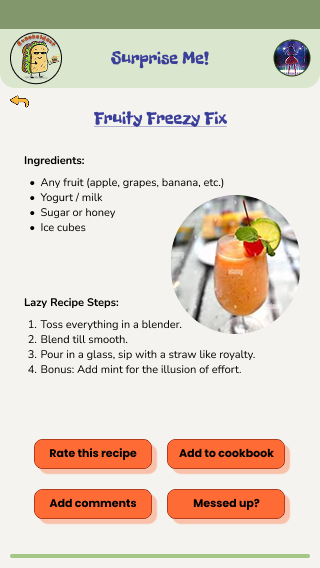 Surprise Me!
Fruity Freezy Fix
Ingredients:
• Any fruit (apple, grapes, banana, etc.)
• Yogurt / milk
• Sugar or honey
• Ice cubes
Lazy Recipe Steps:
1. Toss everything in a blender.
2. Blend till smooth.
3. Pour in a glass, sip with a straw like royalty.
4. Bonus: Add mint for the illusion of effort.
Rate this recipe
Add to cookbook
Add comments
Messed up?